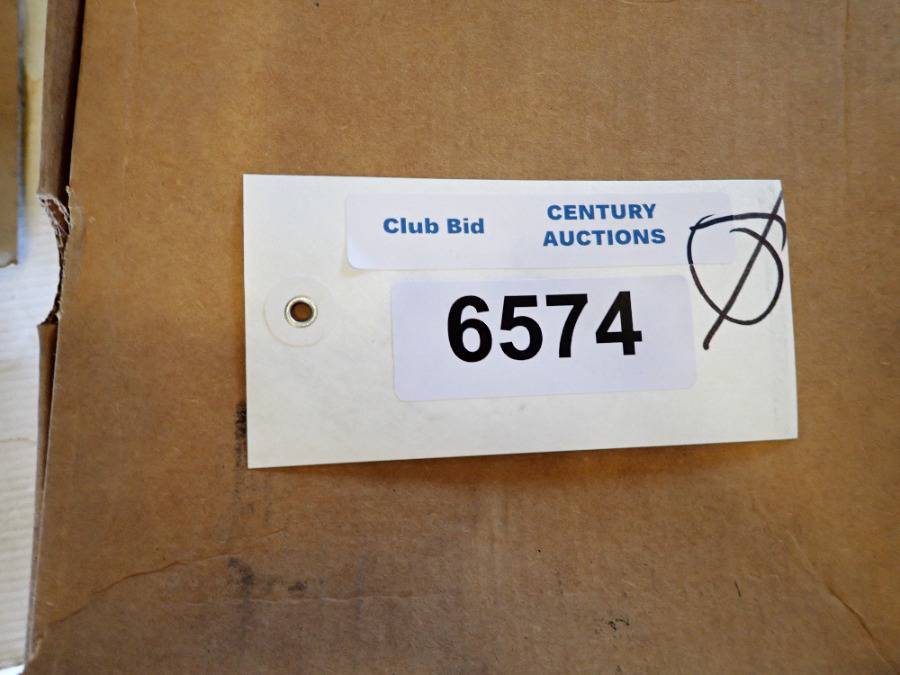 Club Bid
CENTURY
AUCTIONS
6574